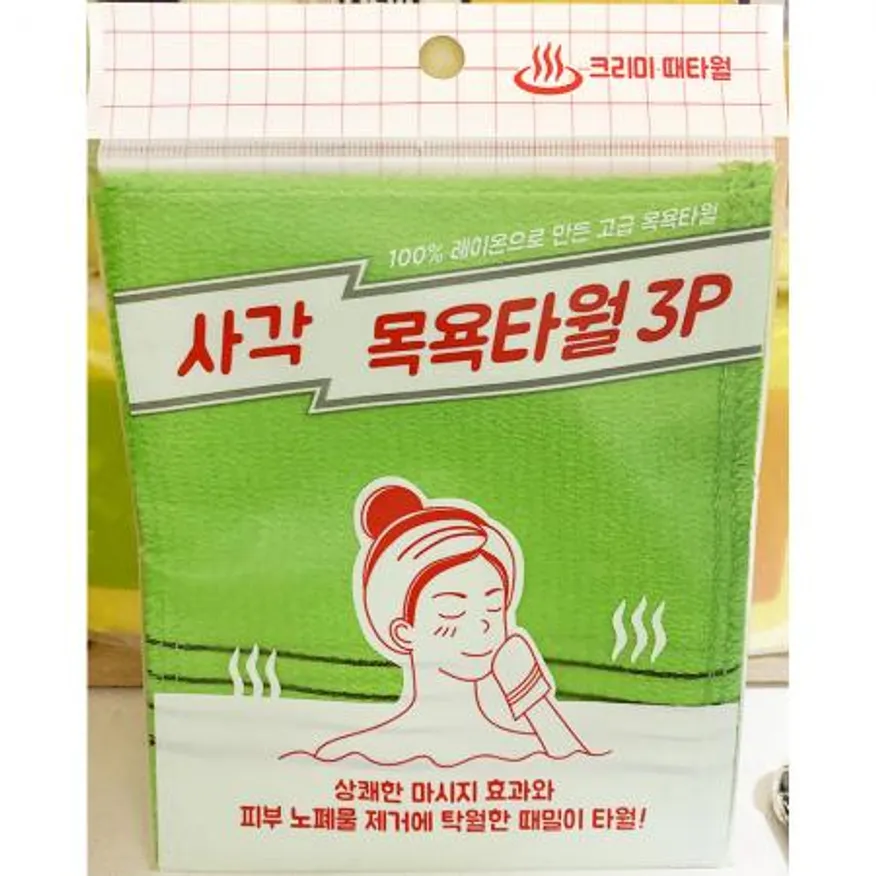 크리미 때타월
100% 레이온으로 만든 고급 목욕타월
사각 목욕타월 3P
상쾌한 마시지 효과와
피부 노폐물 제거에 탁월한 때밀이 타월!